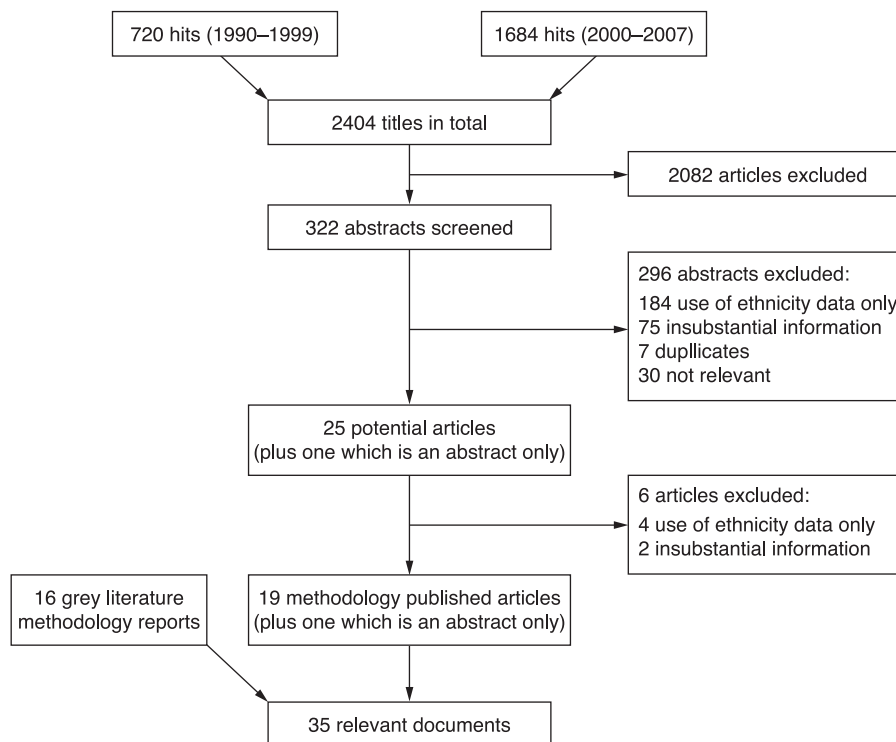 720 hits (1990–1999)
1684 hits (2000–2007)
2404 titles in total
2082 articles excluded
322 abstracts screened
296 abstracts excluded:
184 use of ethnicity data only
75 insubstantial information
7 dupllicates
30 not relevant
25 potential articles
(plus one which is an abstract only)
6 articles excluded:
4 use of ethnicity data only
2 insubstantial information
16 grey literature
methodology reports
19 methodology published articles
(plus one which is an abstract only)
35 relevant documents